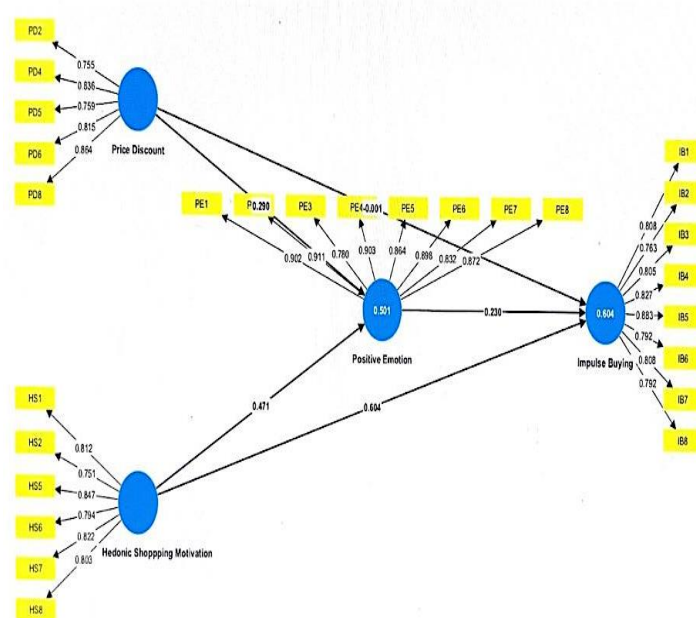 PD2
PD4
PD5
PD6
PD8
0.755
0.836
0.759
0.815
0.864
Price Discount
PE1
0.290
PE3
PE4
-0.001
PE5
PE6
PE7
PE8
0.902
0.911
0.780
0.903
0.864
0.898
0.832
0.872
0.501
Positive Emotion
0.230
0.471
0.604
IB1
IB2
IB3
IB4
IB5
IB6
IB7
IB8
0.808
0.763
0.805
0.827
0.883
0.792
0.808
0.792
0.604
Impulse Buying
HS1
HS2
HS5
HS6
HS7
HS8
0.812
0.751
0.847
0.794
0.822
0.803
Hedonic Shoppping Motivation